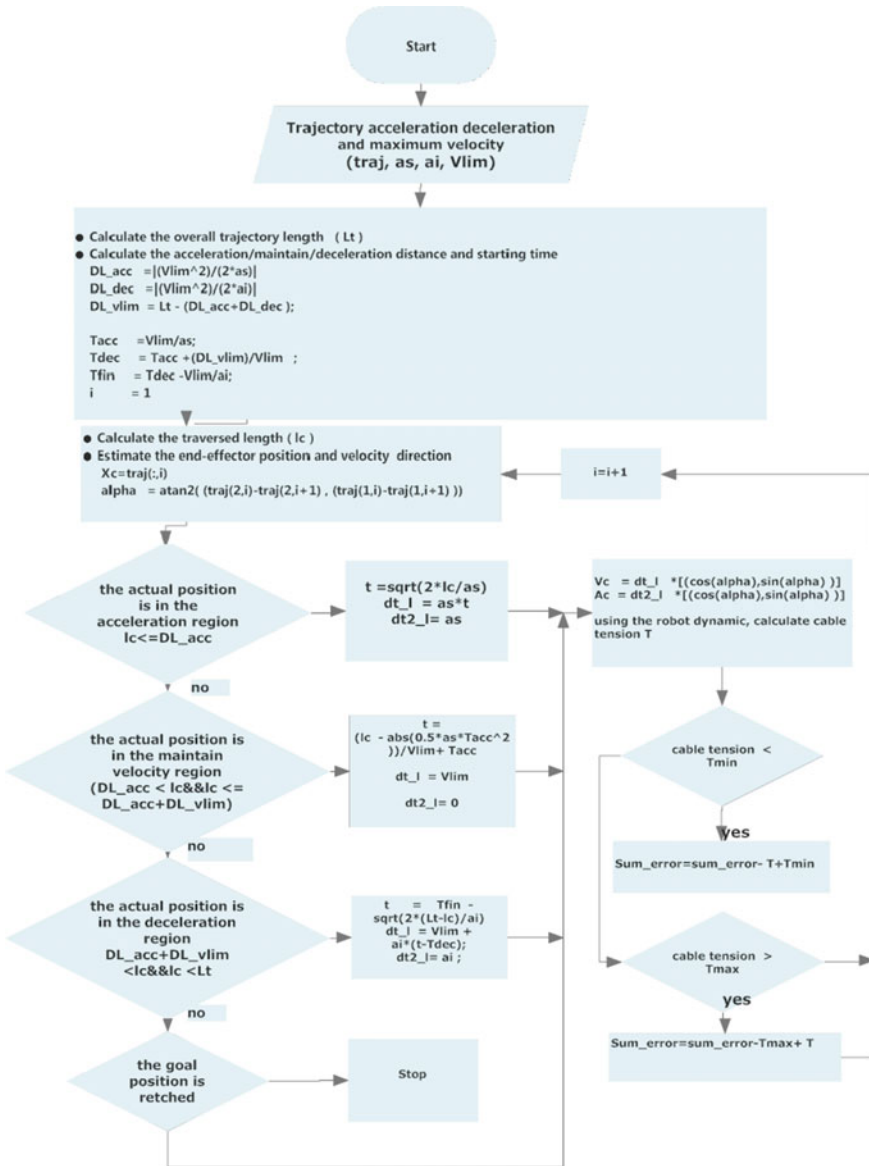 Start
Trajectory acceleration deceleration
and maximum velocity
(traj, as, ai, Vlim)
● Calculate the overall trajectory length ( Lt )
● Calculate the acceleration/maintain/deceleration distance and starting time
DL_acc =|(Vlim^2)/(2*as)|
DL_dec =|(Vlim^2)/(2*ai)|
DL_vlim = Lt - (DL_acc+DL_dec );
Tacc =Vlim/as;
Tdec = Tacc +(DL_vlim)/Vlim ;
Tfin = Tdec -Vlim/ai;
i = 1
● Calculate the traversed length ( lc )
● Estimate the end-effector position and velocity direction
Xc=traj(:,i)
alpha = atan2( (traj(2,i)-traj(2,i+1) , (traj(1,i)-traj(1,i+1) ))
i=i+1
the actual position
is in the
acceleration region
lc<=DL_acc
t =sqrt(2*lc/as)
dt_l = as*t
dt2_l= as
Vc = dt_l *[(cos(alpha),sin(alpha) )]
Ac = dt2_l *[(cos(alpha),sin(alpha) )]
using the robot dynamic, calculate cable
tension T
no
the actual position is
in the maintain
velocity region
(DL_acc < lc&&lc <=
DL_acc+DL_vlim)
t =
(lc - abs(0.5*as*Tacc^2
))/Vlim+ Tacc
dt_l = Vlim
dt2_l= 0
cable tension <
Tmin
yes
Sum_error=sum_error- T+Tmin
no
the actual position is
in the deceleration
region
DL_acc+DL_vlim
<lc&&lc <Lt
t = Tfin -
sqrt(2*(Lt-lc)/ai)
dt_l = Vlim +
ai*(t-Tdec);
dt2_l= ai ;
cable tension >
Tmax
yes
Sum_error=sum_error-Tmax+ T
no
the goal
position is
retched
Stop